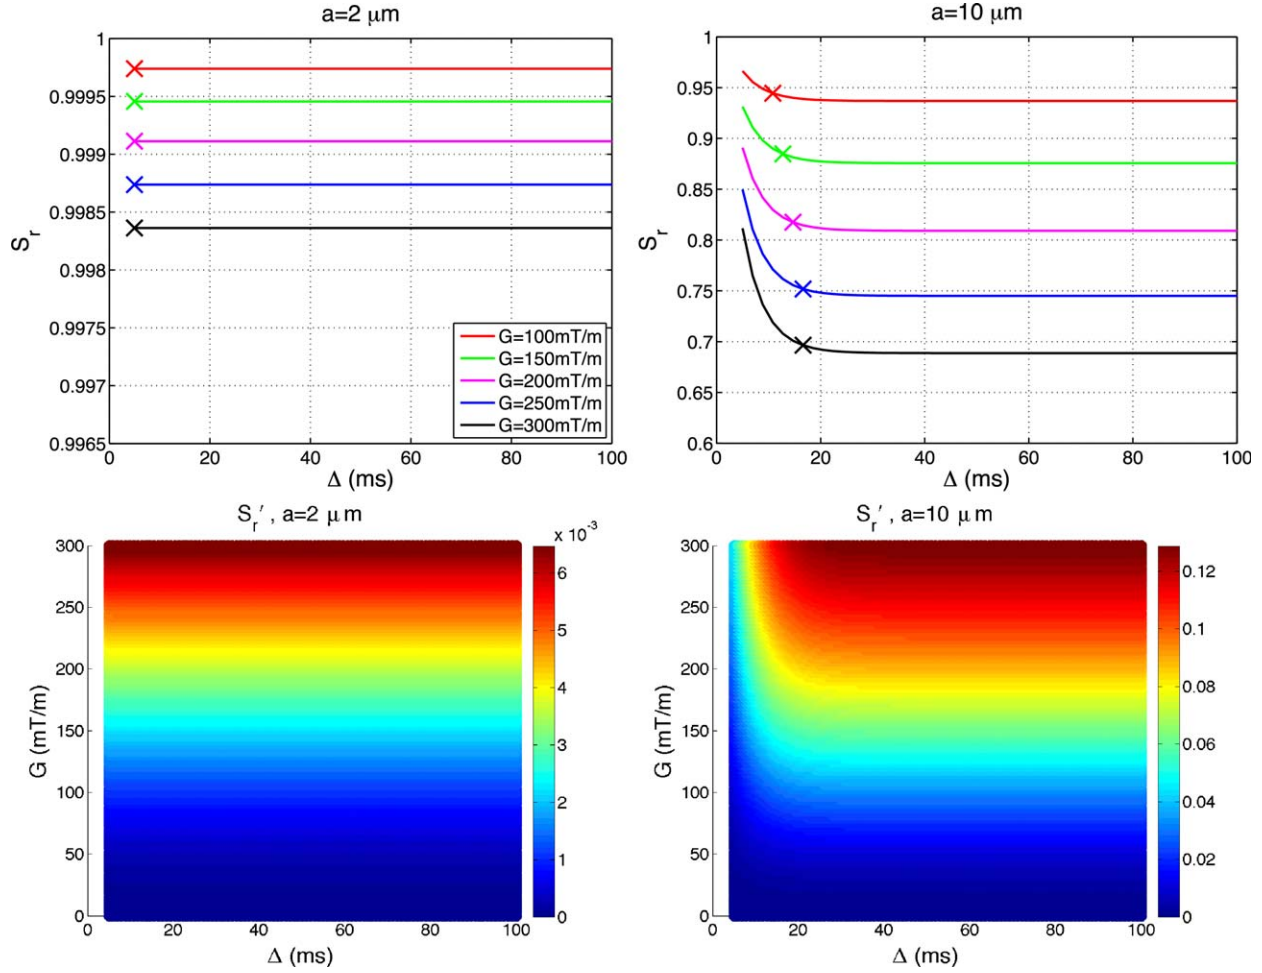 a=2 μm
1
0.9995
0.999
0.9985
0.998
0.9975
0.997
0.9965
Sr
0 20 40 60 80 100
Δ (ms)
G=100mT/m
G=150mT/m
G=200mT/m
G=250mT/m
G=300mT/m
a=10 μm
1
0.95
0.9
0.85
0.8
0.75
0.7
0.65
0.6
Sr
0 20 40 60 80 100
Δ (ms)
Sr′ , a=2 μm
x 10-3
300
250
200
150
100
50
0
G (mT/m)
0 20 40 60 80 100
Δ (ms)
6
5
4
3
2
1
0
Sr′ , a=10 μm
300
250
200
150
100
50
0
G (mT/m)
0 20 40 60 80 100
Δ (ms)
0.12
0.1
0.08
0.06
0.04
0.02
0